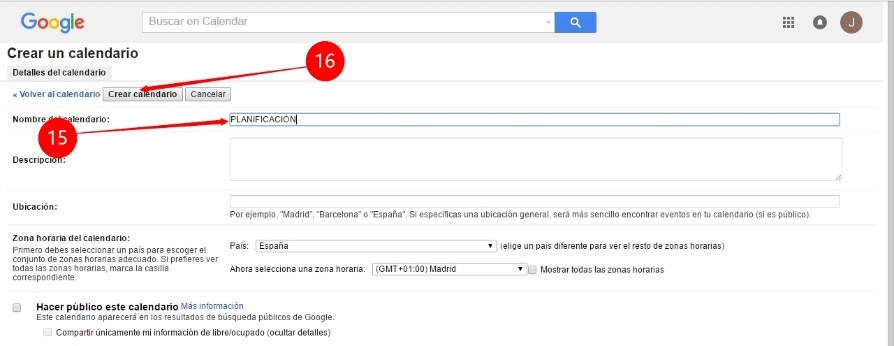 Google Buscar en Calendar J
Crear un calendario
16
Detalles del calendario
« Volver al calendario Crear calendario Cancelar
Nombre del calendario: PLANIFICACION
15
Descripción:
Ubicación:
Por ejemplo, "Madrid", "Barcelona" o "España". Si especificas una ubicación general, será más sencillo encontrar eventos en tu calendario (si es público).
Zona horaria del calendario:
Primero debes seleccionar un país para escoger el
conjunto de zonas horarias adecuado. Si prefieres ver
todas las zonas horarias, marca la casilla
correspondiente.
País: España (elige un país diferente para ver el resto de zonas horarias)
Ahora selecciona una zona horaria: (GMT+01:00) Madrid Mostrar todas las zonas horarias
Hacer público este calendario Más información
Este calendario aparecerá en los resultados de búsqueda públicos de Google.
Compartir únicamente mi información de libre/ocupado (ocultar detalles)